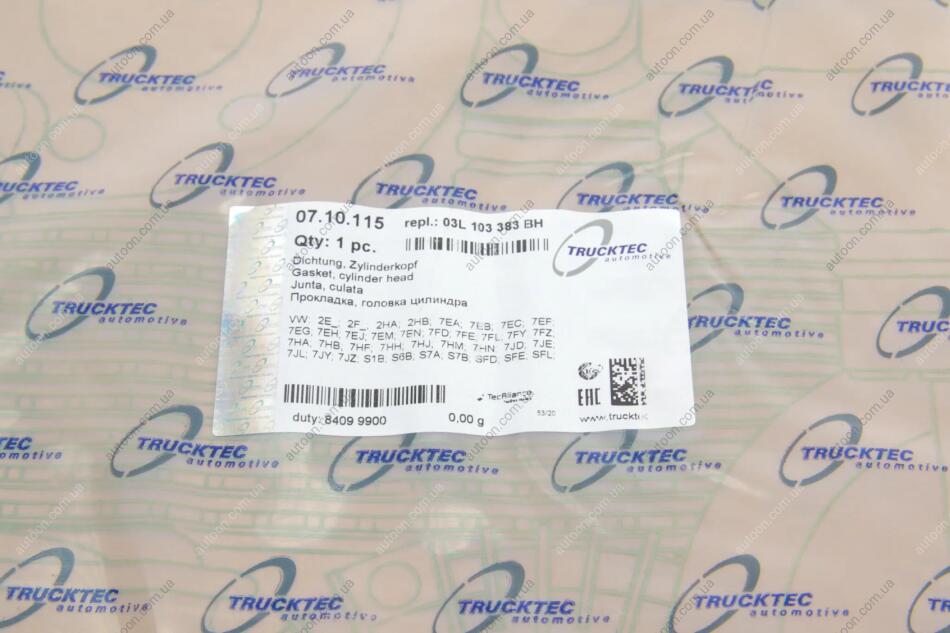 07.10.115 repl.: 03L 103 383 BH
Qty: 1 pc.
TRUCKTEC
automotive
Dichtung, Zylinderkopf
Gasket, cylinder head
Junta, culata
Прокладка, головка цилиндра
VW: 2E_; 2F_; 2HA; 2HB; 7EA; 7EB; 7EC; 7EF;
7EG; 7EH; 7EJ; 7EM; 7EN; 7FD; 7FE; 7FL; 7FY; 7FZ;
7HA; 7HB; 7HF; 7HH; 7HJ; 7HM; 7HN; 7JD; 7JE;
7JL; 7JY; 7JZ; S1B; S6B; S7A; S7B; SFD; SFE; SFL;
TecAlliance
EAC
duty: 8409 9900 0,00 g 53/20 www.truckte
TRUCKTEC
automotive
autoon.com.ua